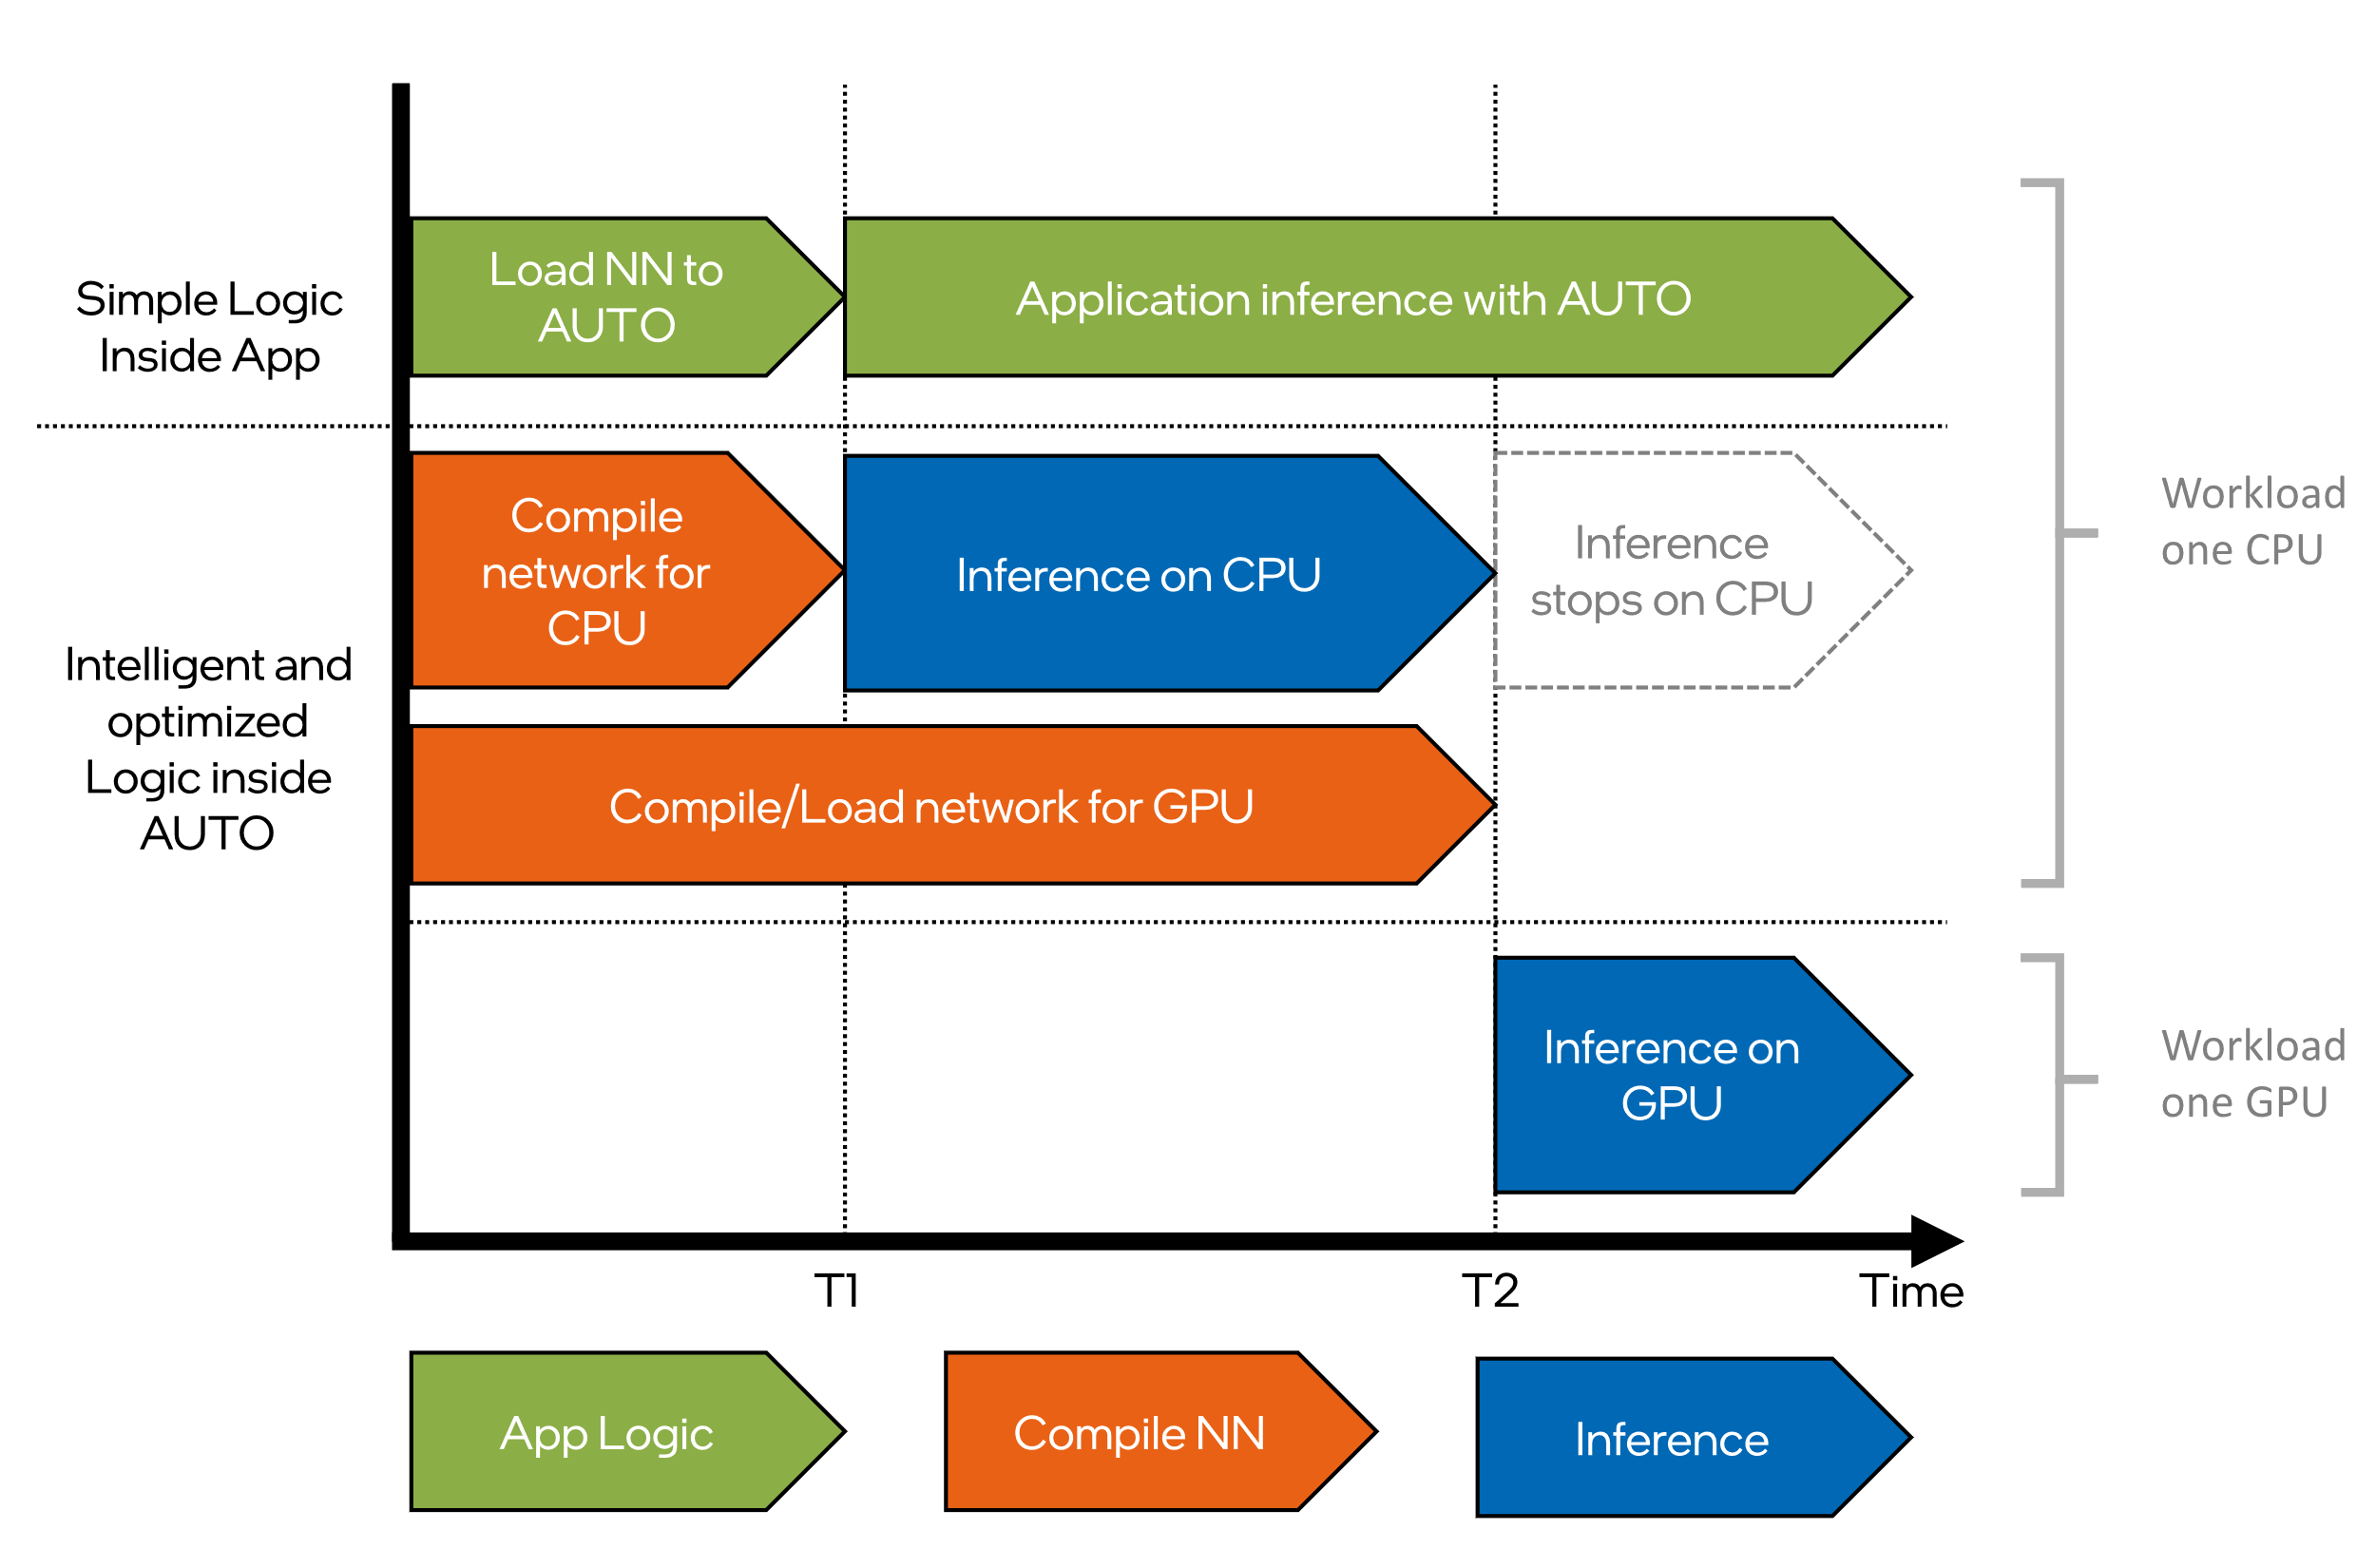 Simple Logic
Inside App
Load NN to
AUTO
Application inference with AUTO
Intelligent and
optimized
Logic inside
AUTO
Compile
network for
CPU
Inference on CPU
Inference
stops on CPU
Compile/Load network for GPU
Workload
one CPU
Inference on
GPU
Workload
one GPU
T1
T2
Time
App Logic
Compile NN
Inference